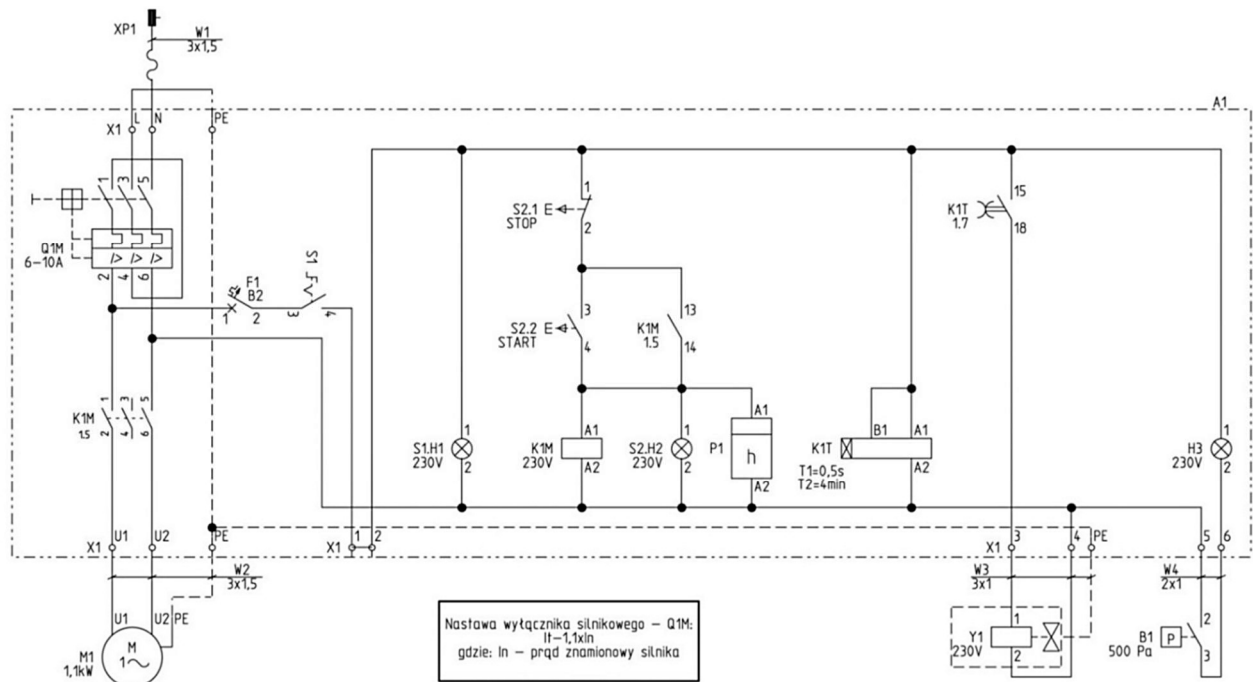 XP1
W1
3x1,5
A1
X1
L
N
PE
1
3
5
Q1M
6-10A
2
4
6
F1
B2
1
2
S1
3
4
K1M
1.5
1
3
5
2
4
6
S1.H1
230V
1
2
S2.1
STOP
E
1
2
S2.2
START
E
3
4
K1M
1.5
13
14
K1M
230V
A1
A2
S2.H2
230V
1
2
P1
A1
h
A2
K1T
T1=0,5s
T2=4min
B1
A1
A2
K1T
1.7
15
18
H3
230V
1
2
X1
U1
U2
PE
X1
1
2
X1
3
4
PE
5
6
W2
3x1,5
W3
3x1
W4
2x1
U1
U2
PE
M
1~
M1
1,1kW
Nastawa wyłącznika silnikowego – Q1M:
It-1,1xIn
gdzie: In – prąd znamionowy silnika
Y1
230V
1
2
B1
500 Pa
P
2
3